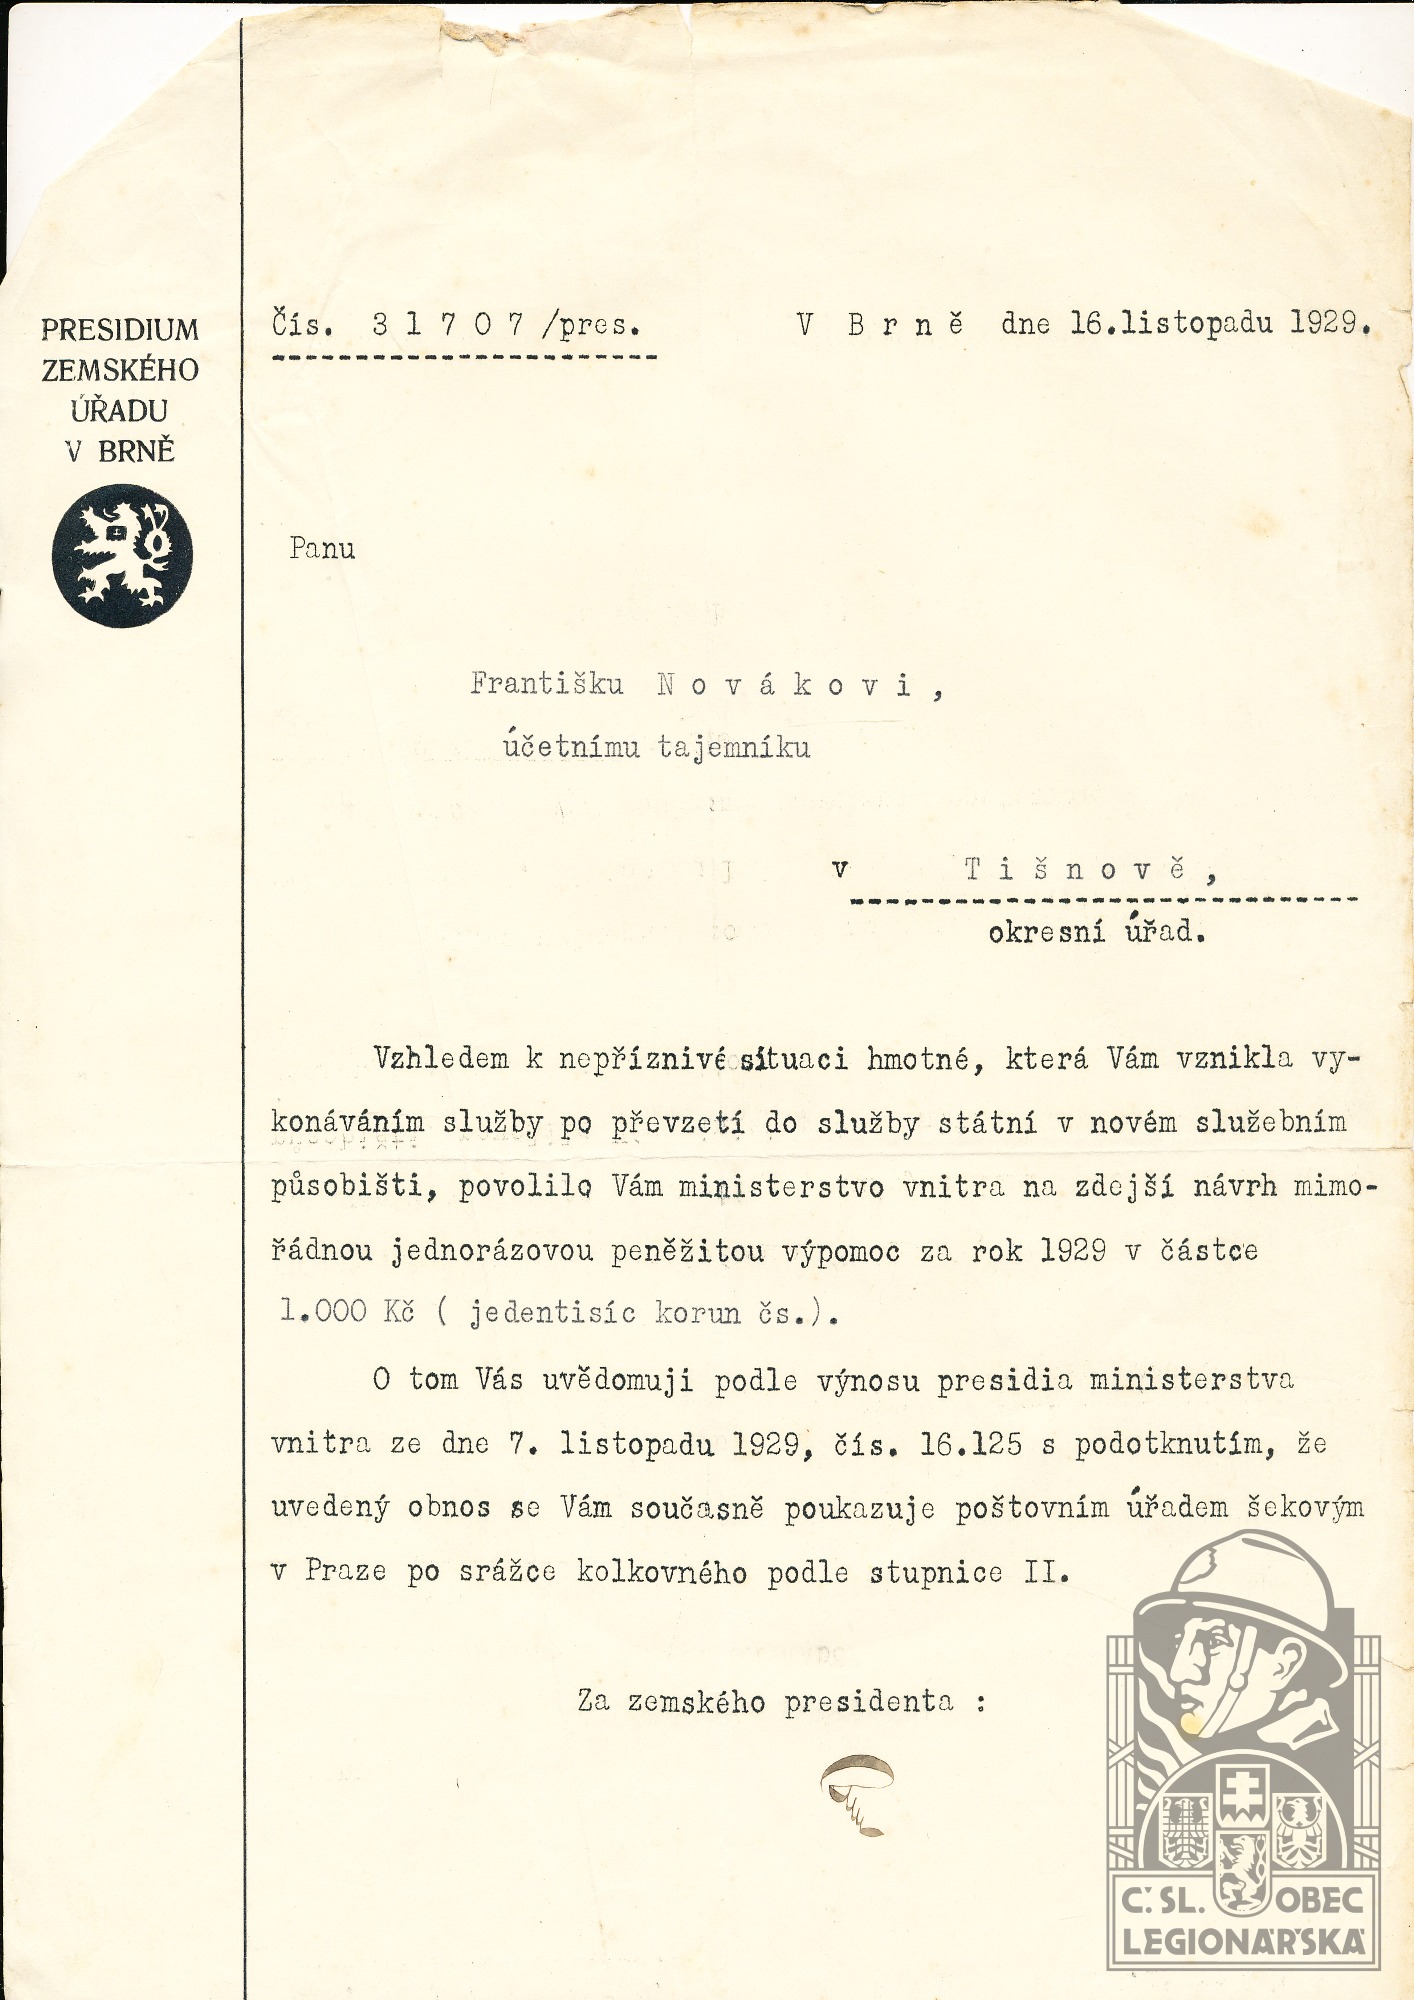 PRESIDIUM
ZEMSKÉHO
ÚŘADU
V BRNĚ
Čís. 3 1 7 0 7 /pres.
V B r n ě dne 16.listopadu 1929.
Panu
Františku N o v á k o v i ,
účetnímu tajemníku
v T i š n o v ě ,
okresní úřad.
Vzhledem k nepříznivé situaci hmotné, která Vám vznikla vy-
konáváním služby po převzetí do služby státní v novém služebním
působišti, povolilo Vám ministerstvo vnitra na zdejší návrh mimo-
řádnou jednorázovou peněžitou výpomoc za rok 1929 v částce
1.000 Kč ( jedentisíc korun čs.).
O tom Vás uvědomuji podle výnosu presidia ministerstva
vnitra ze dne 7. listopadu 1929, čís. 16.125 s podotknutím, že
uvedený obnos se Vám současně poukazuje poštovním úřadem šekovým
v Praze po srážce kolkovného podle stupnice II.
Za zemského presidenta :
Č.SL. OBEC
LEGIONÁŘSKÁ